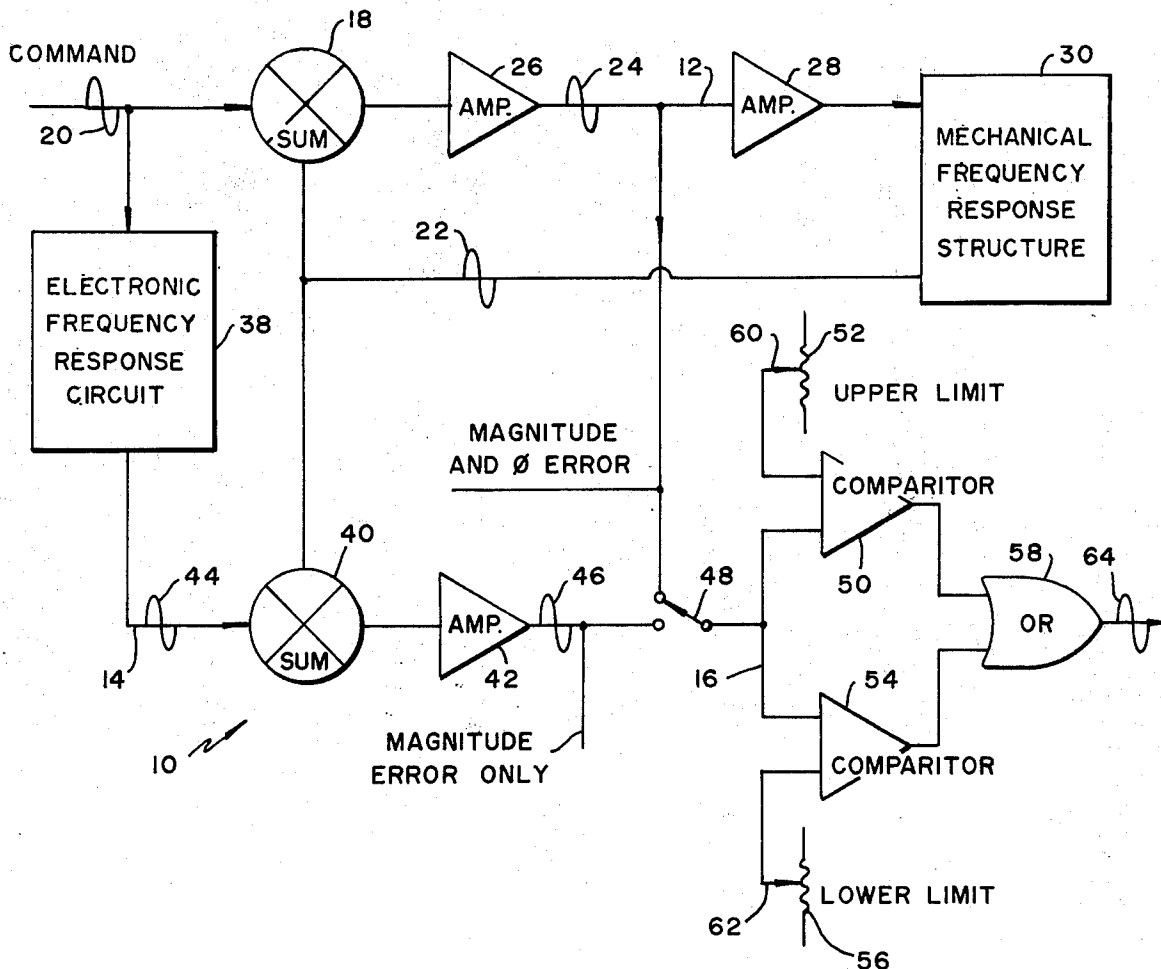 18
COMMAND
26
24
12
28
30
AMP.
AMP.
20
SUM
MECHANICAL
FREQUENCY
RESPONSE
STRUCTURE
22
ELECTRONIC
FREQUENCY
RESPONSE
CIRCUIT
38
60
52
UPPER LIMIT
MAGNITUDE
AND Ø ERROR
COMPARITOR
40
44
46
48
50
58
64
AMP.
OR
SUM
14
42
16
54
10
MAGNITUDE
ERROR ONLY
COMPARITOR
62
LOWER LIMIT
56